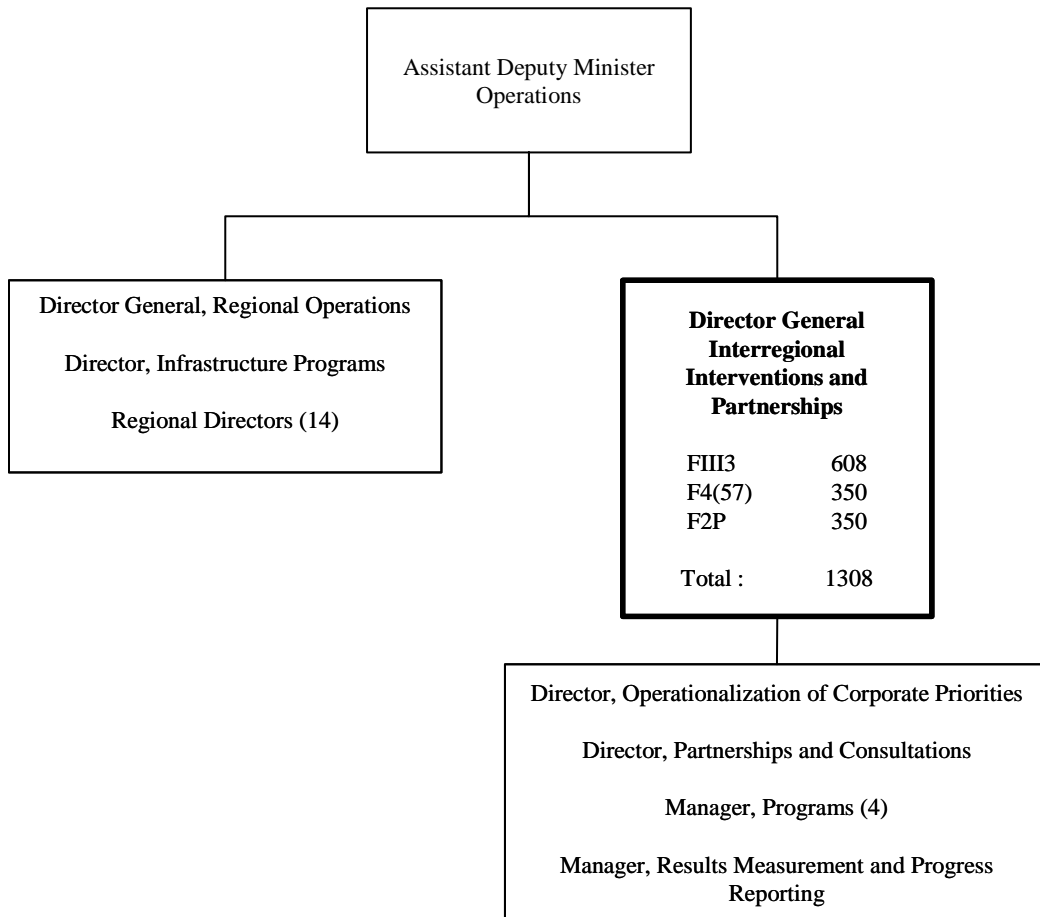 Assistant Deputy Minister
Operations
Director General, Regional Operations
Director, Infrastructure Programs
Regional Directors (14)
Director General
Interregional
Interventions and
Partnerships
FIII3 608
F4(57) 350
F2P 350
Total : 1308
Director, Operationalization of Corporate Priorities
Director, Partnerships and Consultations
Manager, Programs (4)
Manager, Results Measurement and Progress
Reporting